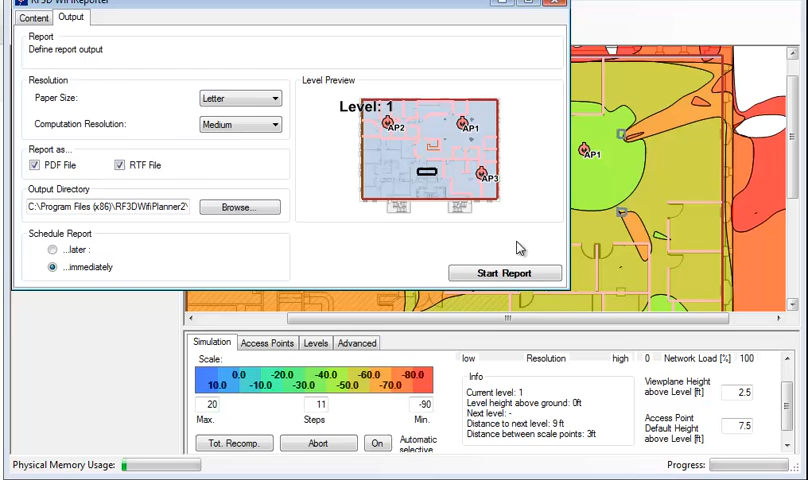 RF3D WiFiReporter
Content Output
Report
Define report output
Resolution
Paper Size: Letter
Computation Resolution: Medium
Report as...
PDF File RTF File
Output Directory
C:\Program Files (x86)\RF3DWifiPlanner2\ Browse...
Schedule Report
...later :
...immediately
Level Preview
Level: 1
AP2 AP1
AP3
Start Report
AP1
Simulation Access Points Levels Advanced
Scale:
0.0 -20.0 -40.0 -60.0 -80.0
10.0 -10.0 -30.0 -50.0 -70.0
20 11 -90
Max. Steps Min.
Tot. Recomp. Abort On Automatic
selective
low Resolution high 0 Network Load [%] 100
Info
Current level: 1
Level height above ground: 0ft
Next level: -
Distance to next level: 9 ft
Distance between scale points: 3ft
Viewplane Height
above Level [ft] 2.5
Access Point
Default Height 7.5
above Level [ft]
Physical Memory Usage: Progress: